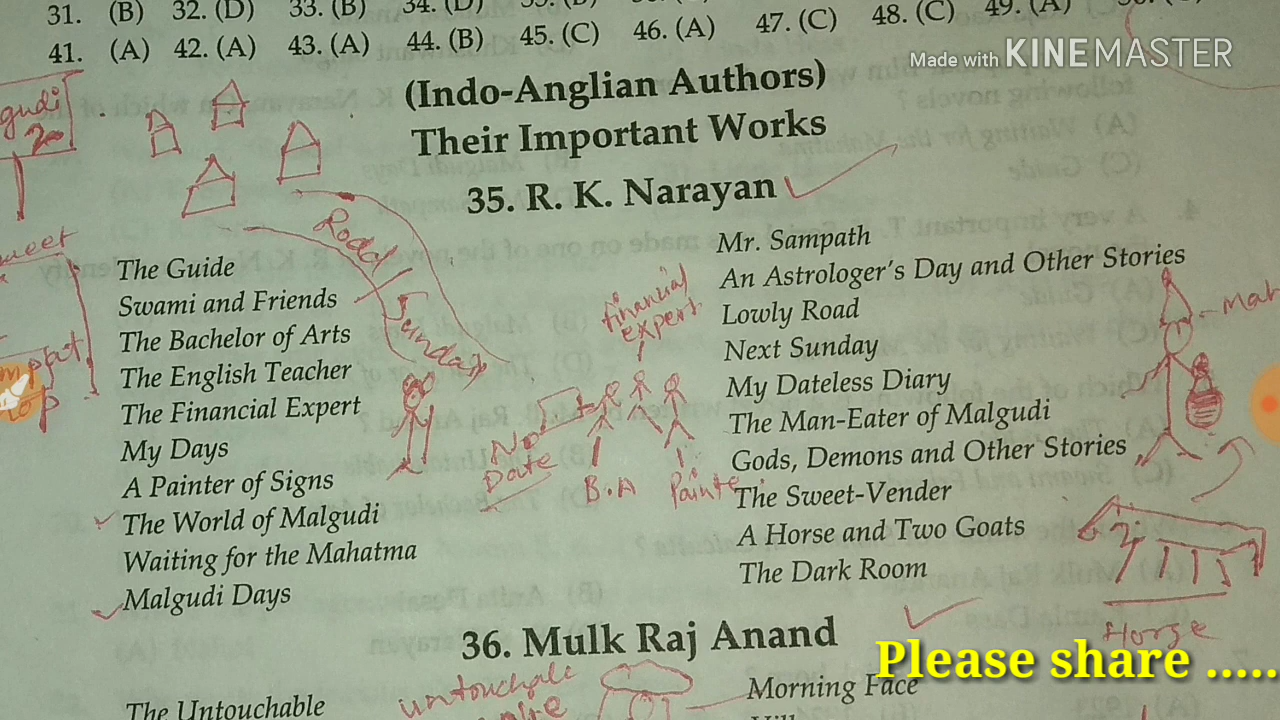 31. (B) 32. (D) 33. (B) 34. (D)
41. (A) 42. (A) 43. (A) 44. (B) 45. (C) 46. (A) 47. (C) 48. (C) 49. (A)
Made with KINEMASTER
(Indo-Anglian Authors)
Their Important Works
35. R. K. Narayan
The Guide
Swami and Friends
The Bachelor of Arts
The English Teacher
The Financial Expert
My Days
A Painter of Signs
The World of Malgudi
Waiting for the Mahatma
Malgudi Days
Mr. Sampath
An Astrologer's Day and Other Stories
Lowly Road
Next Sunday
My Dateless Diary
The Man-Eater of Malgudi
Gods, Demons and Other Stories
The Sweet-Vender
A Horse and Two Goats
The Dark Room
financial
expert
No
Date
B.A
Painte
Horse
36. Mulk Raj Anand
Please share .....
The Untouchable
Morning Face